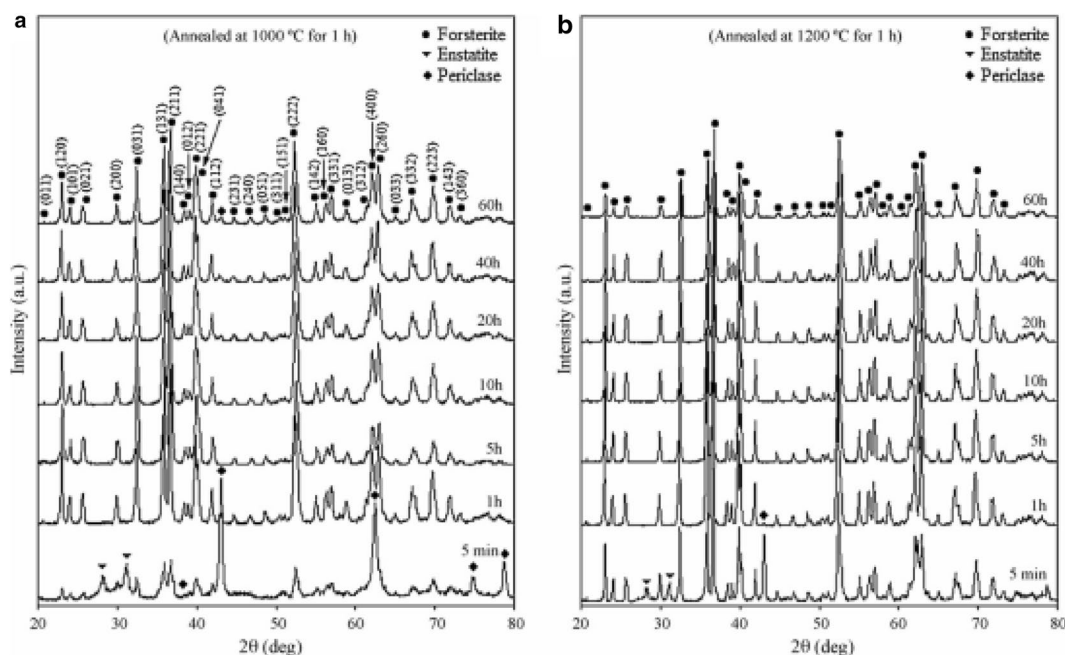 a
(Annealed at 1000 °C for 1 h)
Forsterite
Enstatite
Periclase
(011)
(120)
(101)
(021)
(200)
(031)
(131)
(211)
(140)
(012)
(221)
(041)
(112)
(231)
(240)
(051)
(311)
(151)
(222)
(142)
(160)
(331)
(013)
(312)
(400)
(260)
(033)
(332)
(223)
(143)
(360)
60h
40h
20h
10h
5h
1h
5 min
Intensity (a.u.)
20 30 40 50 60 70 80
2θ (deg)
b
(Annealed at 1200 °C for 1 h)
Forsterite
Enstatite
Periclase
60h
40h
20h
10h
5h
1h
5 min
Intensity (a.u.)
20 30 40 50 60 70 80
2θ (deg)